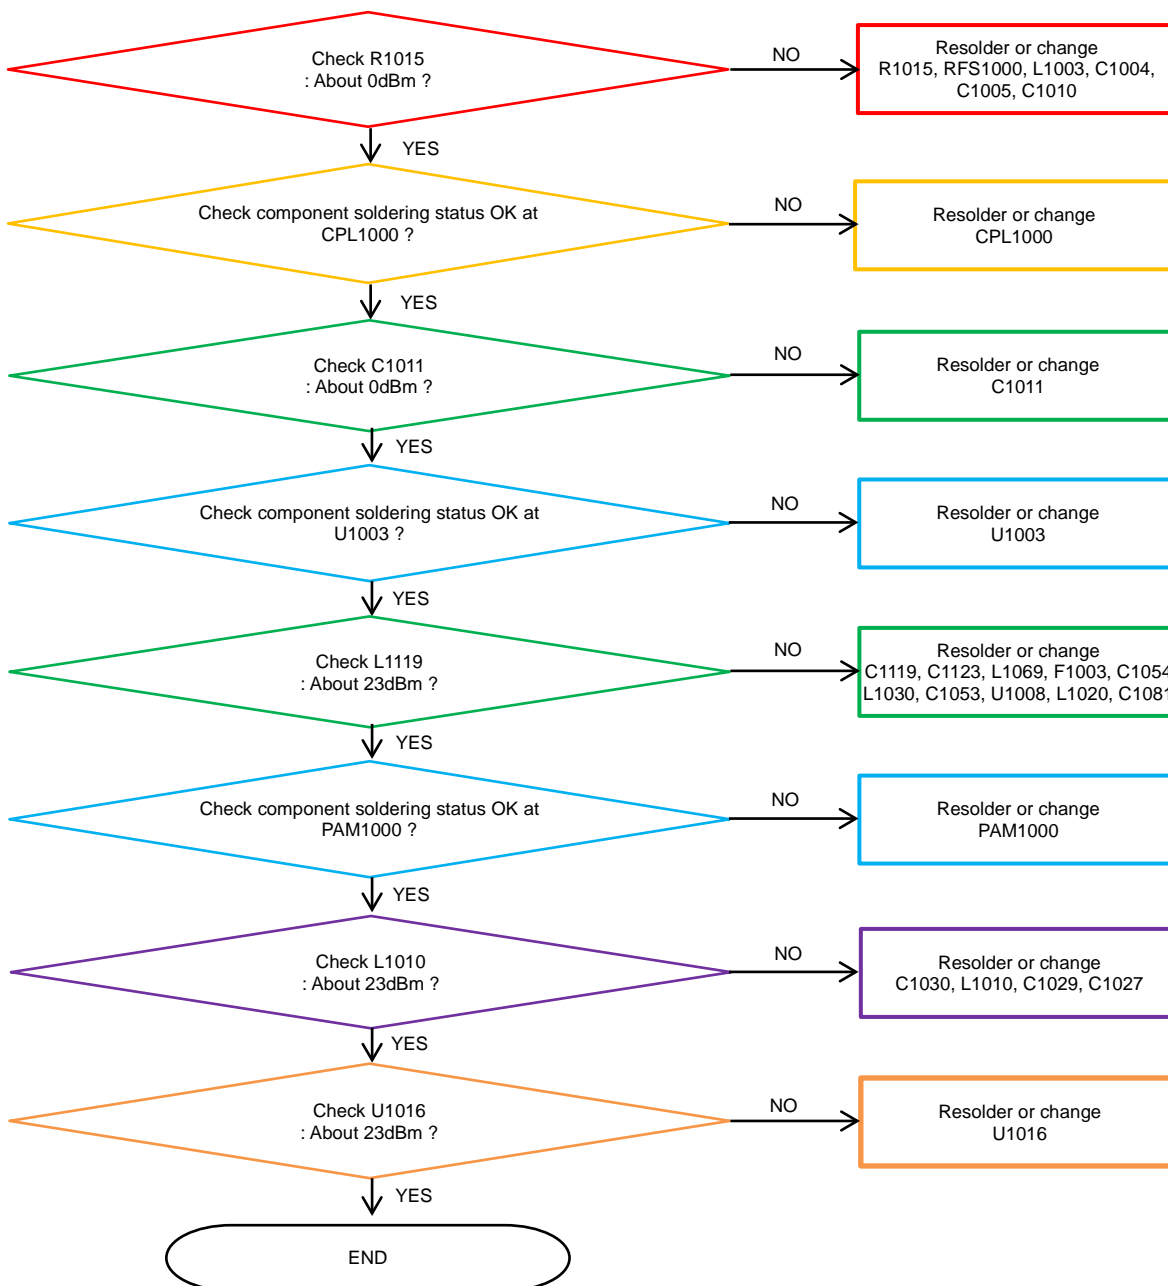 Check R1015
: About 0dBm ?
NO
Resolder or change
R1015, RFS1000, L1003, C1004,
C1005, C1010
YES
Check component soldering status OK at
CPL1000 ?
NO
Resolder or change
CPL1000
YES
Check C1011
: About 0dBm ?
NO
Resolder or change
C1011
YES
Check component soldering status OK at
U1003 ?
NO
Resolder or change
U1003
YES
Check L1119
: About 23dBm ?
NO
Resolder or change
C1119, C1123, L1069, F1003, C1054
L1030, C1053, U1008, L1020, C1081
YES
Check component soldering status OK at
PAM1000 ?
NO
Resolder or change
PAM1000
YES
Check L1010
: About 23dBm ?
NO
Resolder or change
C1030, L1010, C1029, C1027
YES
Check U1016
: About 23dBm ?
NO
Resolder or change
U1016
YES
END